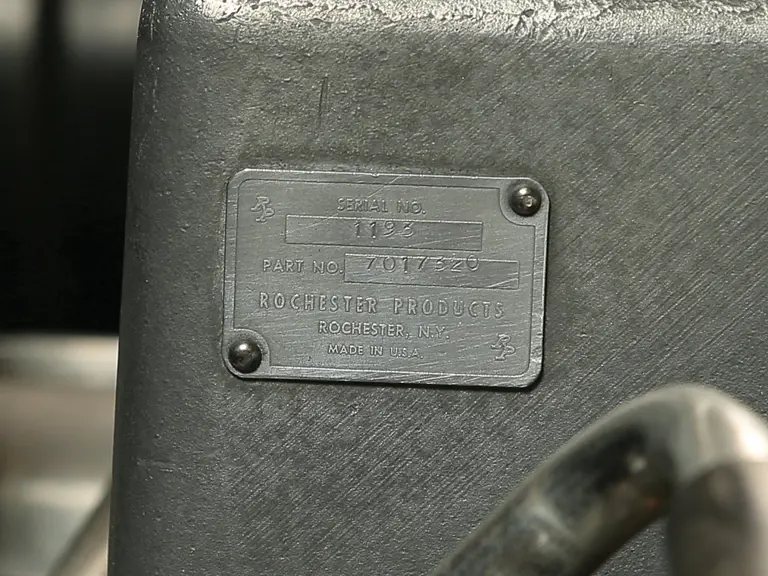 SERIAL NO.
1193
PART NO. 7017320
ROCHESTER PRODUCTS
ROCHESTER, N.Y.
MADE IN U.S.A